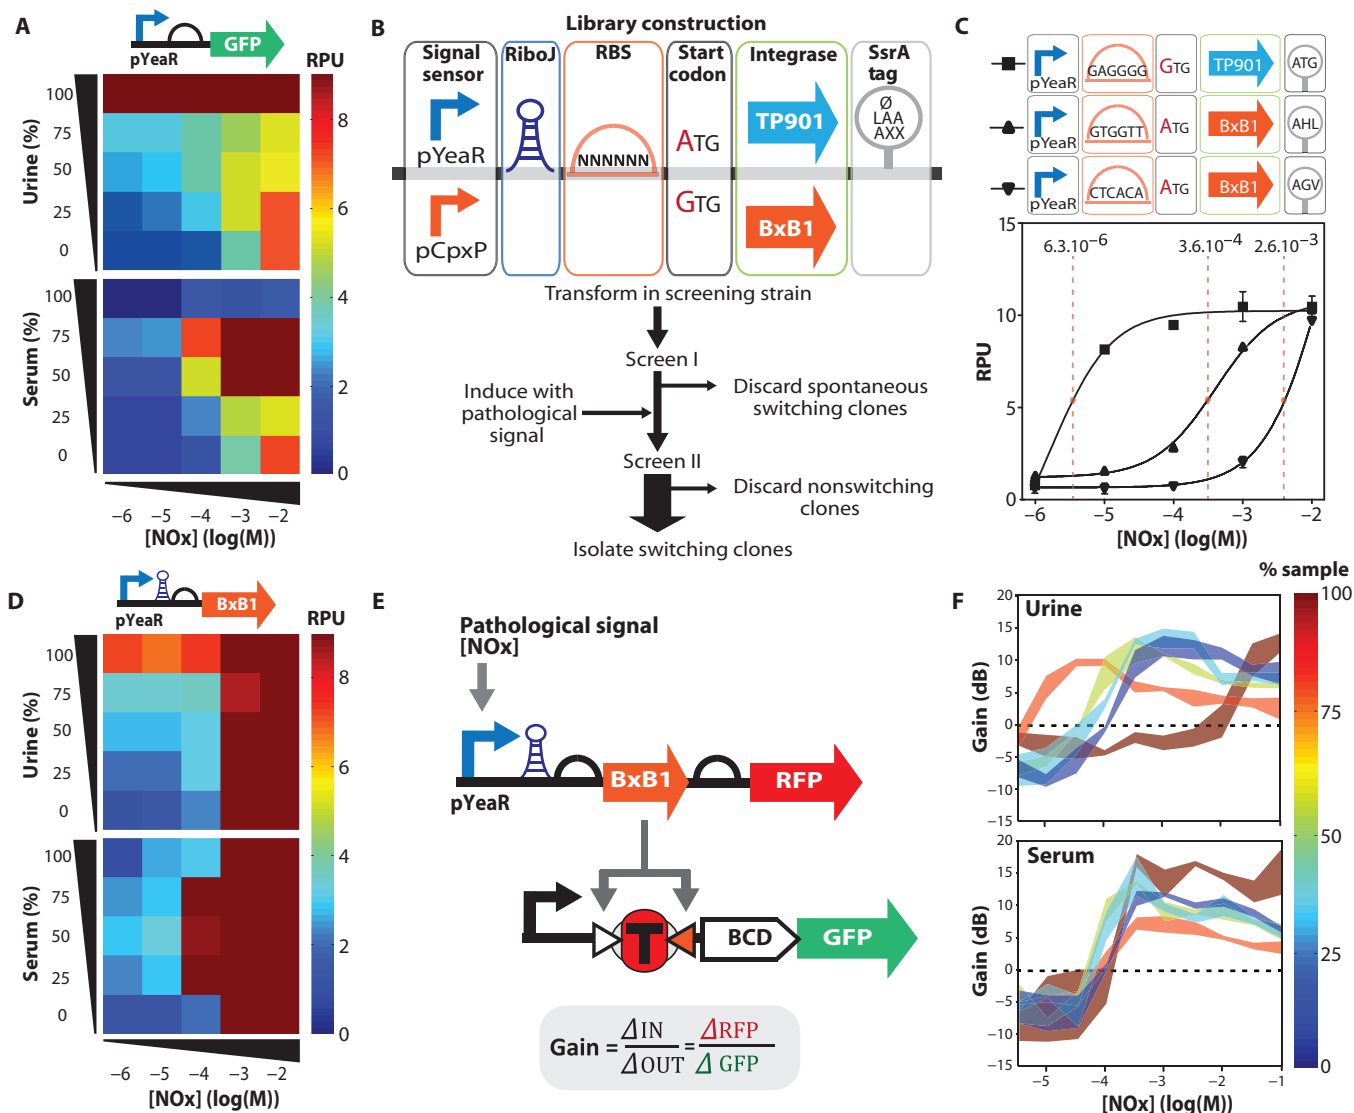 A
pYeaR
GFP
RPU
Urine (%)
100
75
50
25
0
8
6
4
2
0
Serum (%)
100
75
50
25
0
−6
−5
−4
−3
−2
[NOx] (log(M))
B
Library construction
Signal sensor
RiboJ
RBS
Start codon
Integrase
SsrA tag
pYeaR
pCpxP
NNNNNN
ATG
GTG
TP901
BxB1
Ø
LAA
AXX
Transform in screening strain
Screen I
Induce with
pathological
signal
Discard spontaneous
switching clones
Screen II
Discard nonswitching
clones
Isolate switching clones
C
pYeaR
GAGGGG
GTG
TP901
ATG
pYeaR
GTGGTT
ATG
BxB1
AHL
pYeaR
CTCACA
ATG
BxB1
AGV
6.3.10−6
3.6.10−4
2.6.10−3
RPU
15
10
5
0
−6
−5
−4
−3
−2
[NOx] (log(M))
D
pYeaR
BxB1
RPU
Urine (%)
100
75
50
25
0
8
6
4
2
0
Serum (%)
100
75
50
25
0
−6
−5
−4
−3
−2
[NOx] (log(M))
E
Pathological signal
[NOx]
pYeaR
BxB1
RFP
T
BCD
GFP
Gain = ΔIN / ΔOUT = ΔRFP / Δ GFP
F
% sample
Urine
Gain (dB)
20
15
10
5
0
−5
−10
−15
Serum
Gain (dB)
20
15
10
5
0
−5
−10
−15
−5
−4
−3
−2
−1
[NOx] (log(M))
100
75
50
25
0